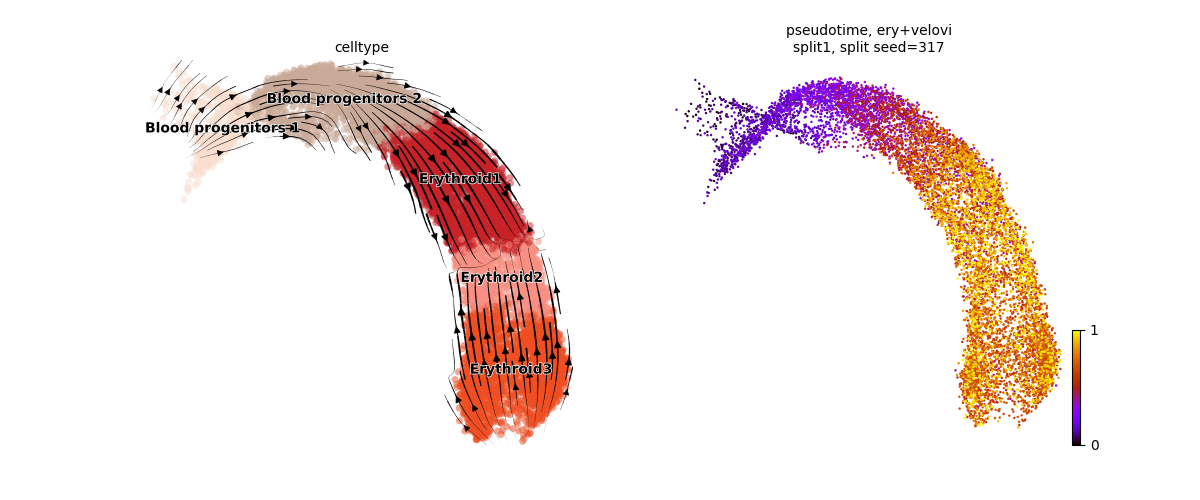 celltype
Blood progenitors 2
Blood progenitors 1
Erythroid1
Erythroid2
Erythroid3
pseudotime, ery+velovi
split1, split seed=317
1
0